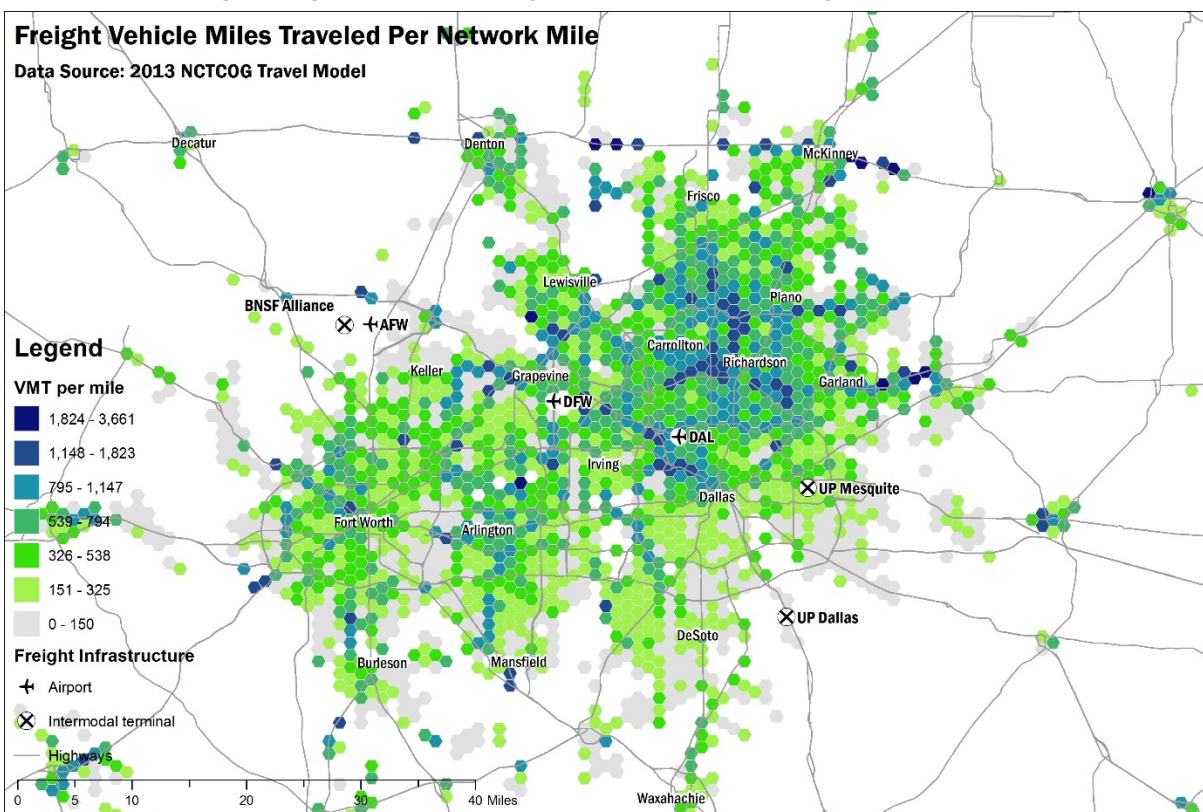 Freight Vehicle Miles Traveled Per Network Mile
Data Source: 2013 NCTCOG Travel Model
Decatur
Denton
McKinney
Frisco
Lewisville
Plano
BNSF Alliance
AFW
Carrollton
Richardson
Keller
Grapevine
Garland
DFW
DAL
Irving
UP Mesquite
Dallas
Fort Worth
Arlington
UP Dallas
DeSoto
Burleson
Mansfield
Waxahachie
Legend
VMT per mile
1,824 - 3,661
1,148 - 1,823
795 - 1,147
539 - 794
326 - 538
151 - 325
0 - 150
Freight Infrastructure
Airport
Intermodal terminal
Highways
0 5 10 20 30 40 Miles